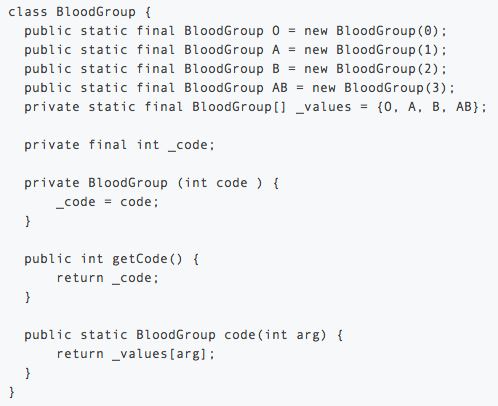 class BloodGroup {
  public static final BloodGroup O = new BloodGroup(0);
  public static final BloodGroup A = new BloodGroup(1);
  public static final BloodGroup B = new BloodGroup(2);
  public static final BloodGroup AB = new BloodGroup(3);
  private static final BloodGroup[] _values = {O, A, B, AB};

  private final int _code;

  private BloodGroup (int code ) {
      _code = code;
  }

  public int getCode() {
      return _code;
  }

  public static BloodGroup code(int arg) {
      return _values[arg];
  }
}